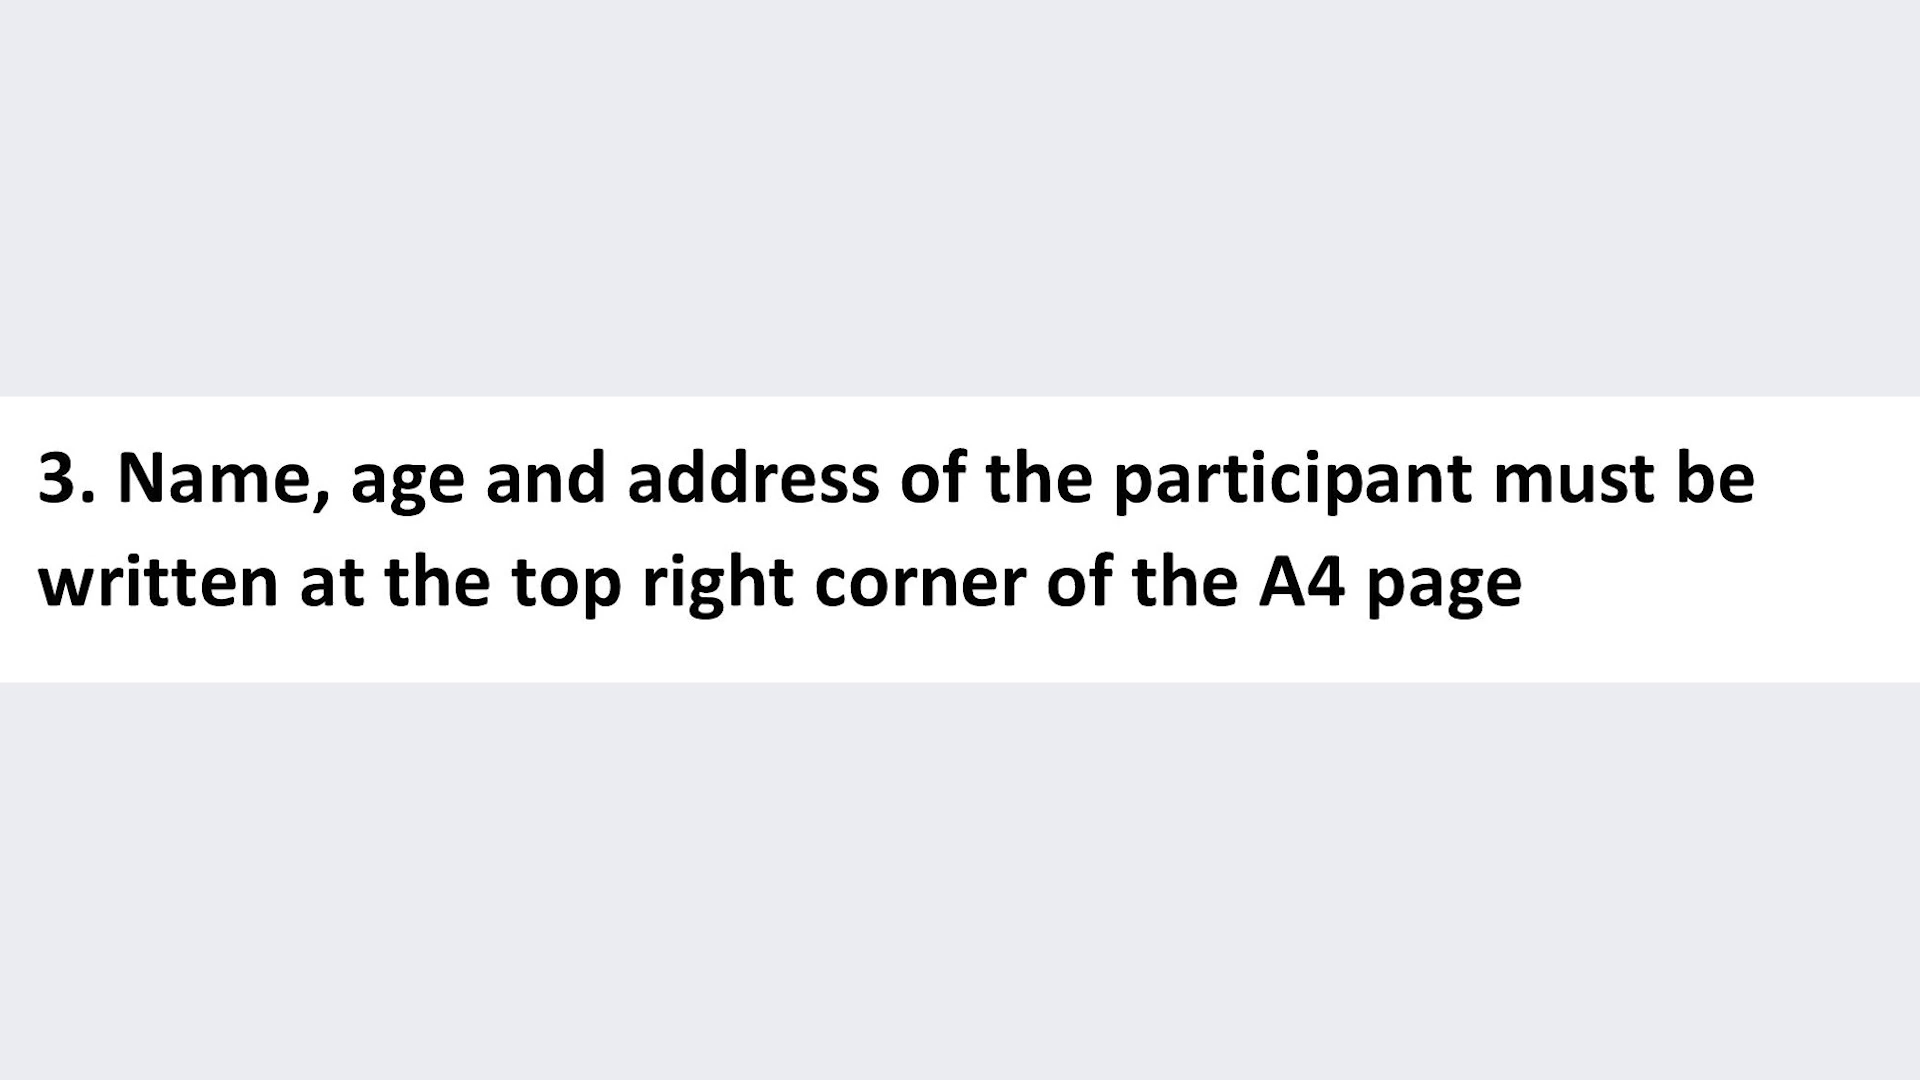 3. Name, age and address of the participant must be
written at the top right corner of the A4 page